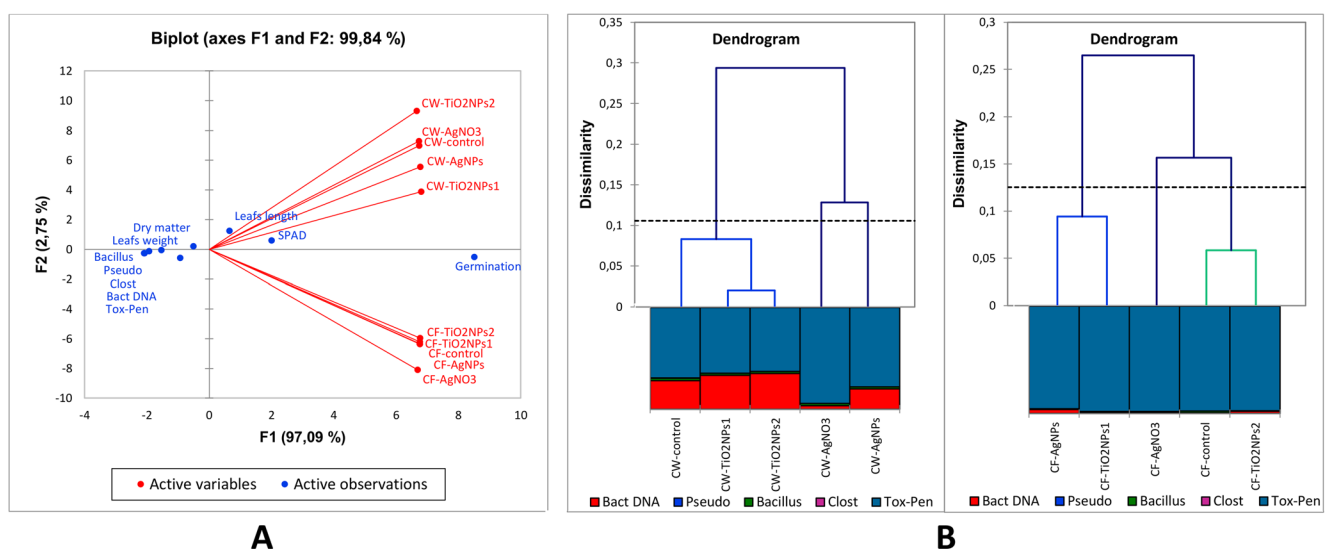 Biplot (axes F1 and F2: 99,84 %)
12
10
8
6
4
2
0
-2
-4
-6
-8
-10
F2 (2,75 %)
CW-TiO2NPs2
CW-AgNO3
CW-control
CW-AgNPs
CW-TiO2NPs1
Leafs length
SPAD
Dry matter
Leafs weight
Bacillus
Pseudo
Clost
Bact DNA
Tox-Pen
Germination
CF-TiO2NPs2
CF-TiO2NPs1
CF-control
CF-AgNPs
CF-AgNO3
-4
-2
0
2
4
6
8
10
F1 (97,09 %)
Active variables
Active observations
A
Dendrogram
0,35
0,3
0,25
0,2
0,15
0,1
0,05
0
Dissimilarity
CW-control
CW-TiO2NPs1
CW-TiO2NPs2
CW-AgNO3
CW-AgNPs
Bact DNA
Pseudo
Bacillus
Clost
Tox-Pen
Dendrogram
0,3
0,25
0,2
0,15
0,1
0,05
0
Dissimilarity
CF-AgNPs
CF-TiO2NPs1
CF-AgNO3
CF-control
CF-TiO2NPs2
Bact DNA
Pseudo
Bacillus
Clost
Tox-Pen
B